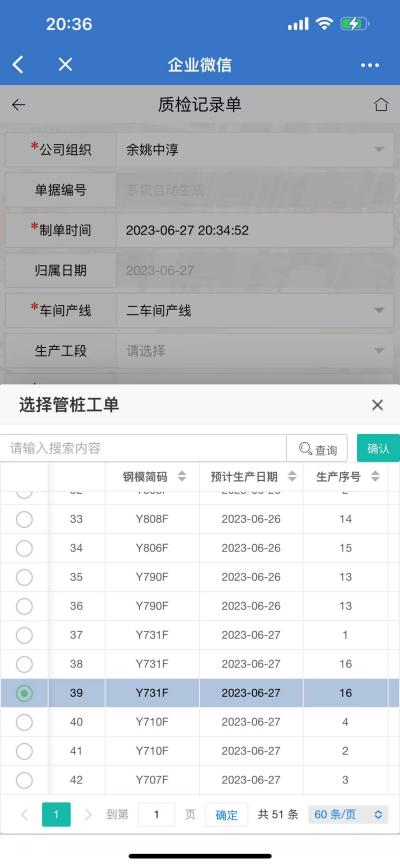 20:36
企业微信
质检记录单
*公司组织 余姚中淳
单据编号 系统自动生成
*制单时间 2023-06-27 20:34:52
归属日期 2023-06-27
*车间产线 二车间产线
生产工段 请选择
选择管桩工单
请输入搜索内容 查询 确认
钢模简码 预计生产日期 生产序号
33 Y808F 2023-06-26 14
34 Y806F 2023-06-26 15
35 Y790F 2023-06-26 13
36 Y790F 2023-06-26 13
37 Y731F 2023-06-27 1
38 Y731F 2023-06-27 16
39 Y731F 2023-06-27 16
40 Y710F 2023-06-27 4
41 Y710F 2023-06-27 2
42 Y707F 2023-06-27 3
1 到第 1 页 确定 共 51 条 60 条/页